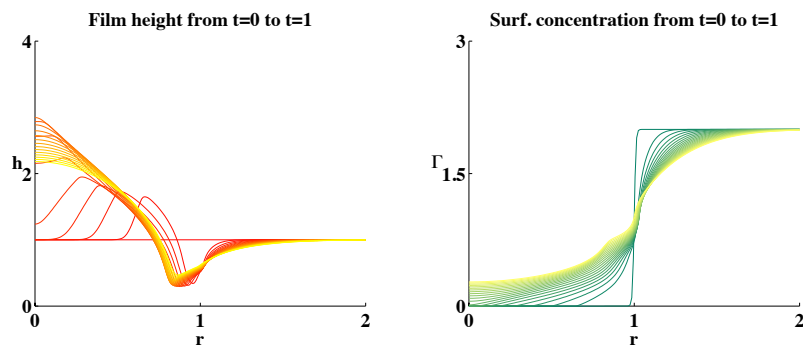 Film height from t=0 to t=1
4
h
2
0
0
1
2
r
Surf. concentration from t=0 to t=1
3
Γ
1.5
0
0
1
2
r